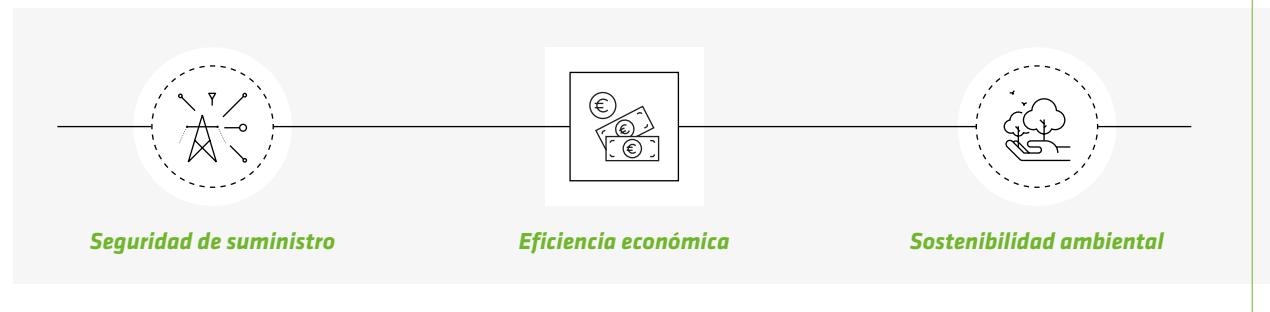 Seguridad de suministro
Eficiencia económica
Sostenibilidad ambiental